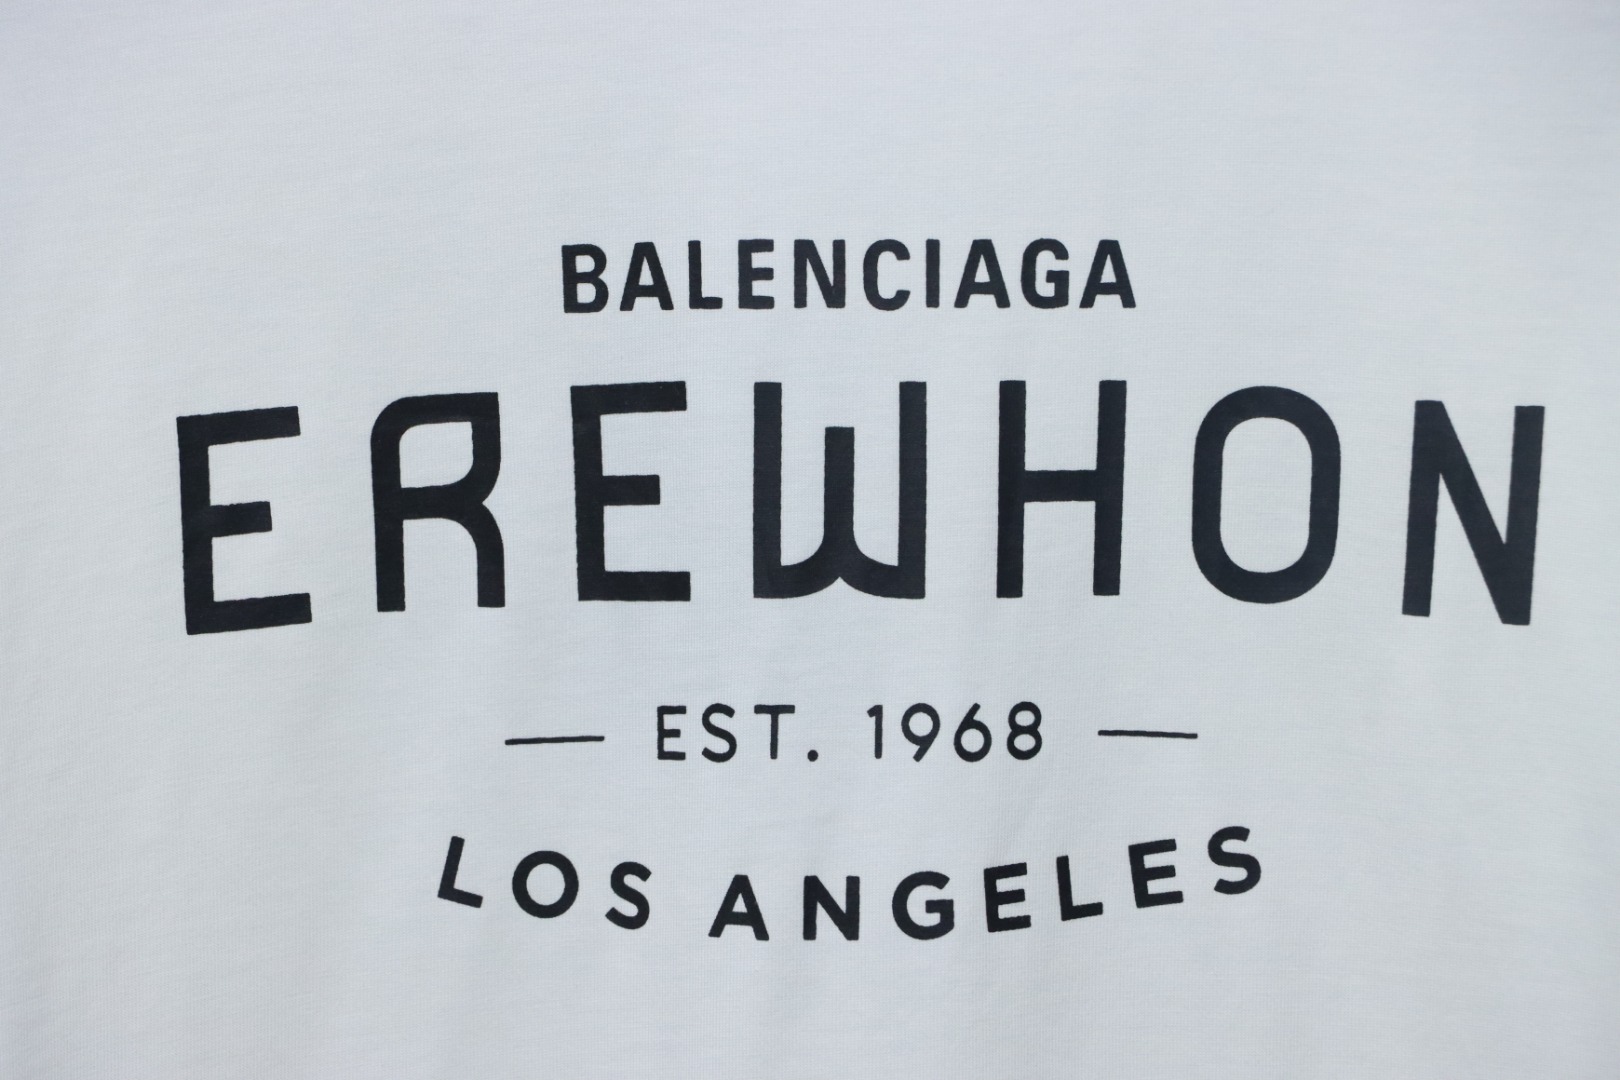 BALENCIAGA
EREWHON
— EST. 1968 —
LOS ANGELES